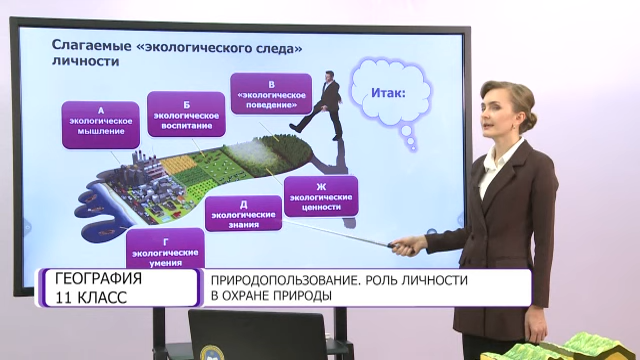 Слагаемые «экологического следа»
личности
А
экологическое
мышление
Б
экологическое
воспитание
В
«экологическое
поведение»
Итак:
Ж
экологические
ценности
Д
экологические
знания
Г
экологические
умения
ГЕОГРАФИЯ
11 КЛАСС
ПРИРОДОПОЛЬЗОВАНИЕ. РОЛЬ ЛИЧНОСТИ
В ОХРАНЕ ПРИРОДЫ